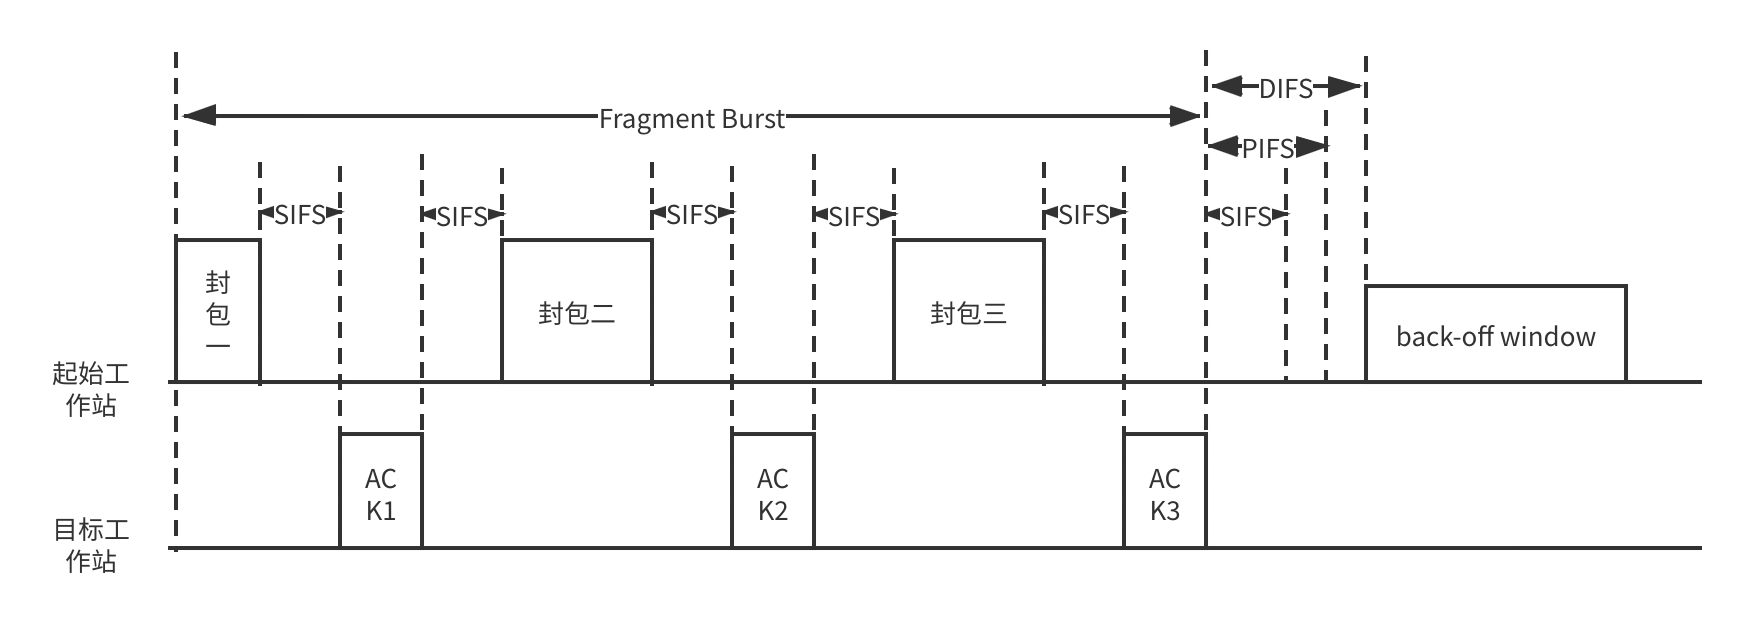 DIFS
Fragment Burst
PIFS
SIFS
SIFS
SIFS
SIFS
SIFS
SIFS
封
包
一
封包二
封包三
back-off window
起始工
作站
AC
K1
AC
K2
AC
K3
目标工
作站